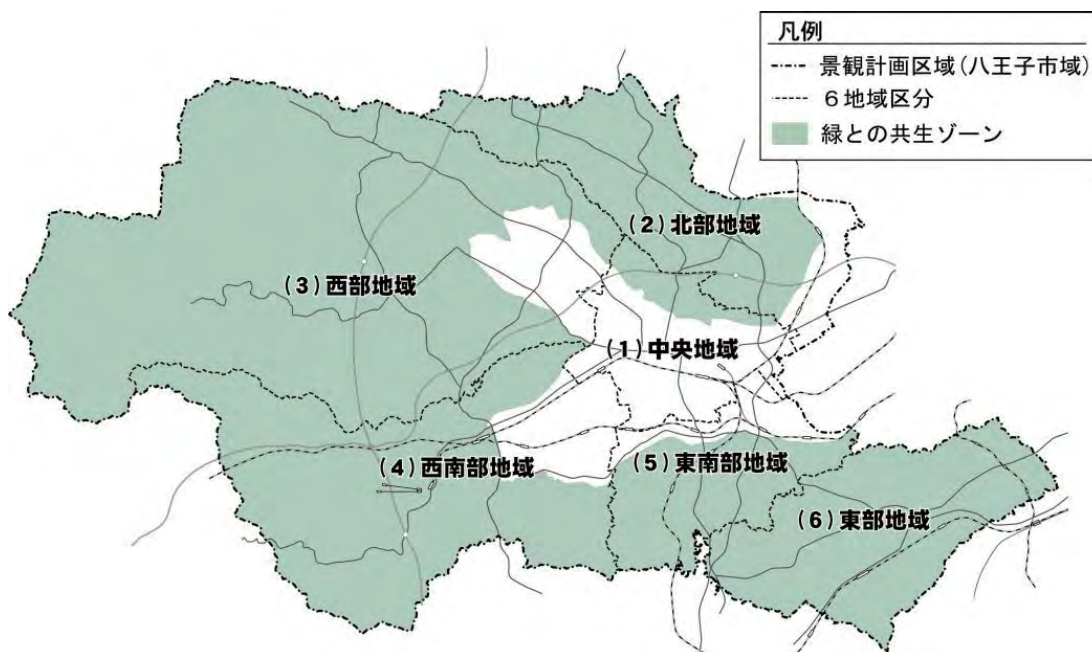 凡例
景観計画区域(八王子市域)
６地域区分
緑との共生ゾーン
(2)北部地域
(3)西部地域
(1)中央地域
(4)西南部地域
(5)東南部地域
(6)東部地域